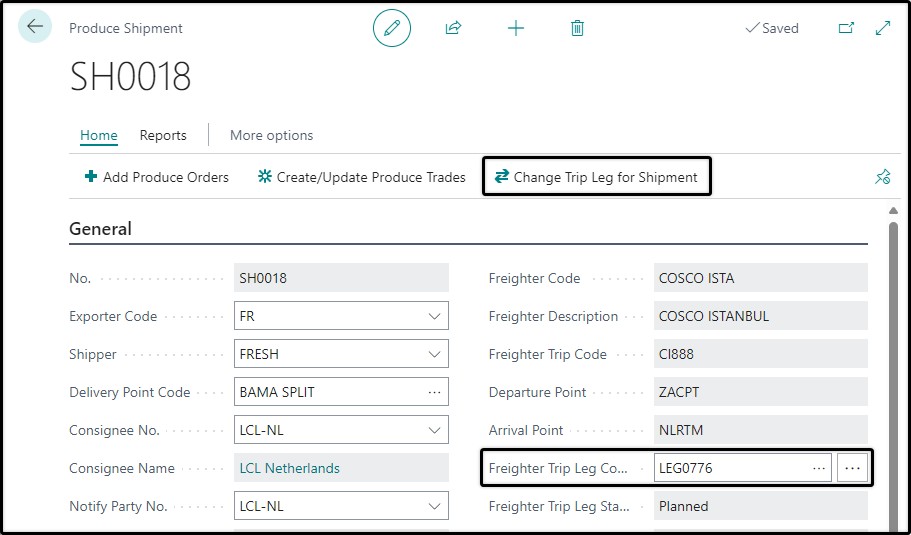 Produce Shipment
Saved
SH0018
Home Reports More options
Add Produce Orders Create/Update Produce Trades Change Trip Leg for Shipment
General
No. SH0018 Freighter Code COSCO ISTA
Exporter Code FR Freighter Description COSCO ISTANBUL
Shipper FRESH Freighter Trip Code CI888
Delivery Point Code BAMA SPLIT ... Departure Point ZACPT
Consignee No. LCL-NL Arrival Point NLRTM
Consignee Name LCL Netherlands Freighter Trip Leg Co... LEG0776 ... ...
Notify Party No. LCL-NL Freighter Trip Leg Sta... Planned